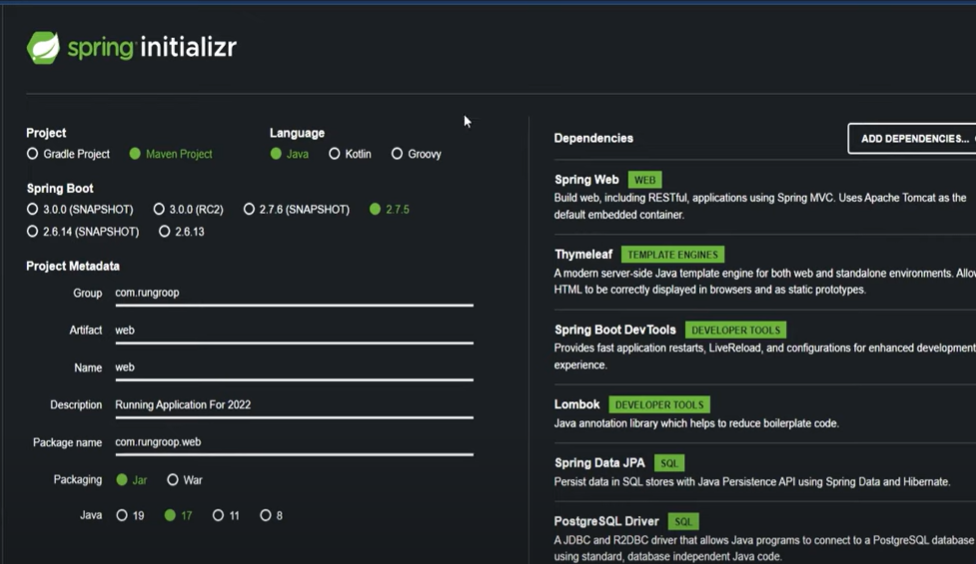 spring initializr
Project
Gradle Project Maven Project
Language
Java Kotlin Groovy
Spring Boot
3.0.0 (SNAPSHOT) 3.0.0 (RC2) 2.7.6 (SNAPSHOT) 2.7.5
2.6.14 (SNAPSHOT) 2.6.13
Project Metadata
Group com.rungroop
Artifact web
Name web
Description Running Application For 2022
Package name com.rungroop.web
Packaging Jar War
Java 19 17 11 8
Dependencies
ADD DEPENDENCIES...
Spring Web WEB
Build web, including RESTful, applications using Spring MVC. Uses Apache Tomcat as the
default embedded container.
Thymeleaf TEMPLATE ENGINES
A modern server-side Java template engine for both web and standalone environments. Allo
HTML to be correctly displayed in browsers and as static prototypes.
Spring Boot DevTools DEVELOPER TOOLS
Provides fast application restarts, LiveReload, and configurations for enhanced development
experience.
Lombok DEVELOPER TOOLS
Java annotation library which helps to reduce boilerplate code.
Spring Data JPA SQL
Persist data in SQL stores with Java Persistence API using Spring Data and Hibernate.
PostgreSQL Driver SQL
A JDBC and R2DBC driver that allows Java programs to connect to a PostgreSQL database
using standard, database independent Java code.